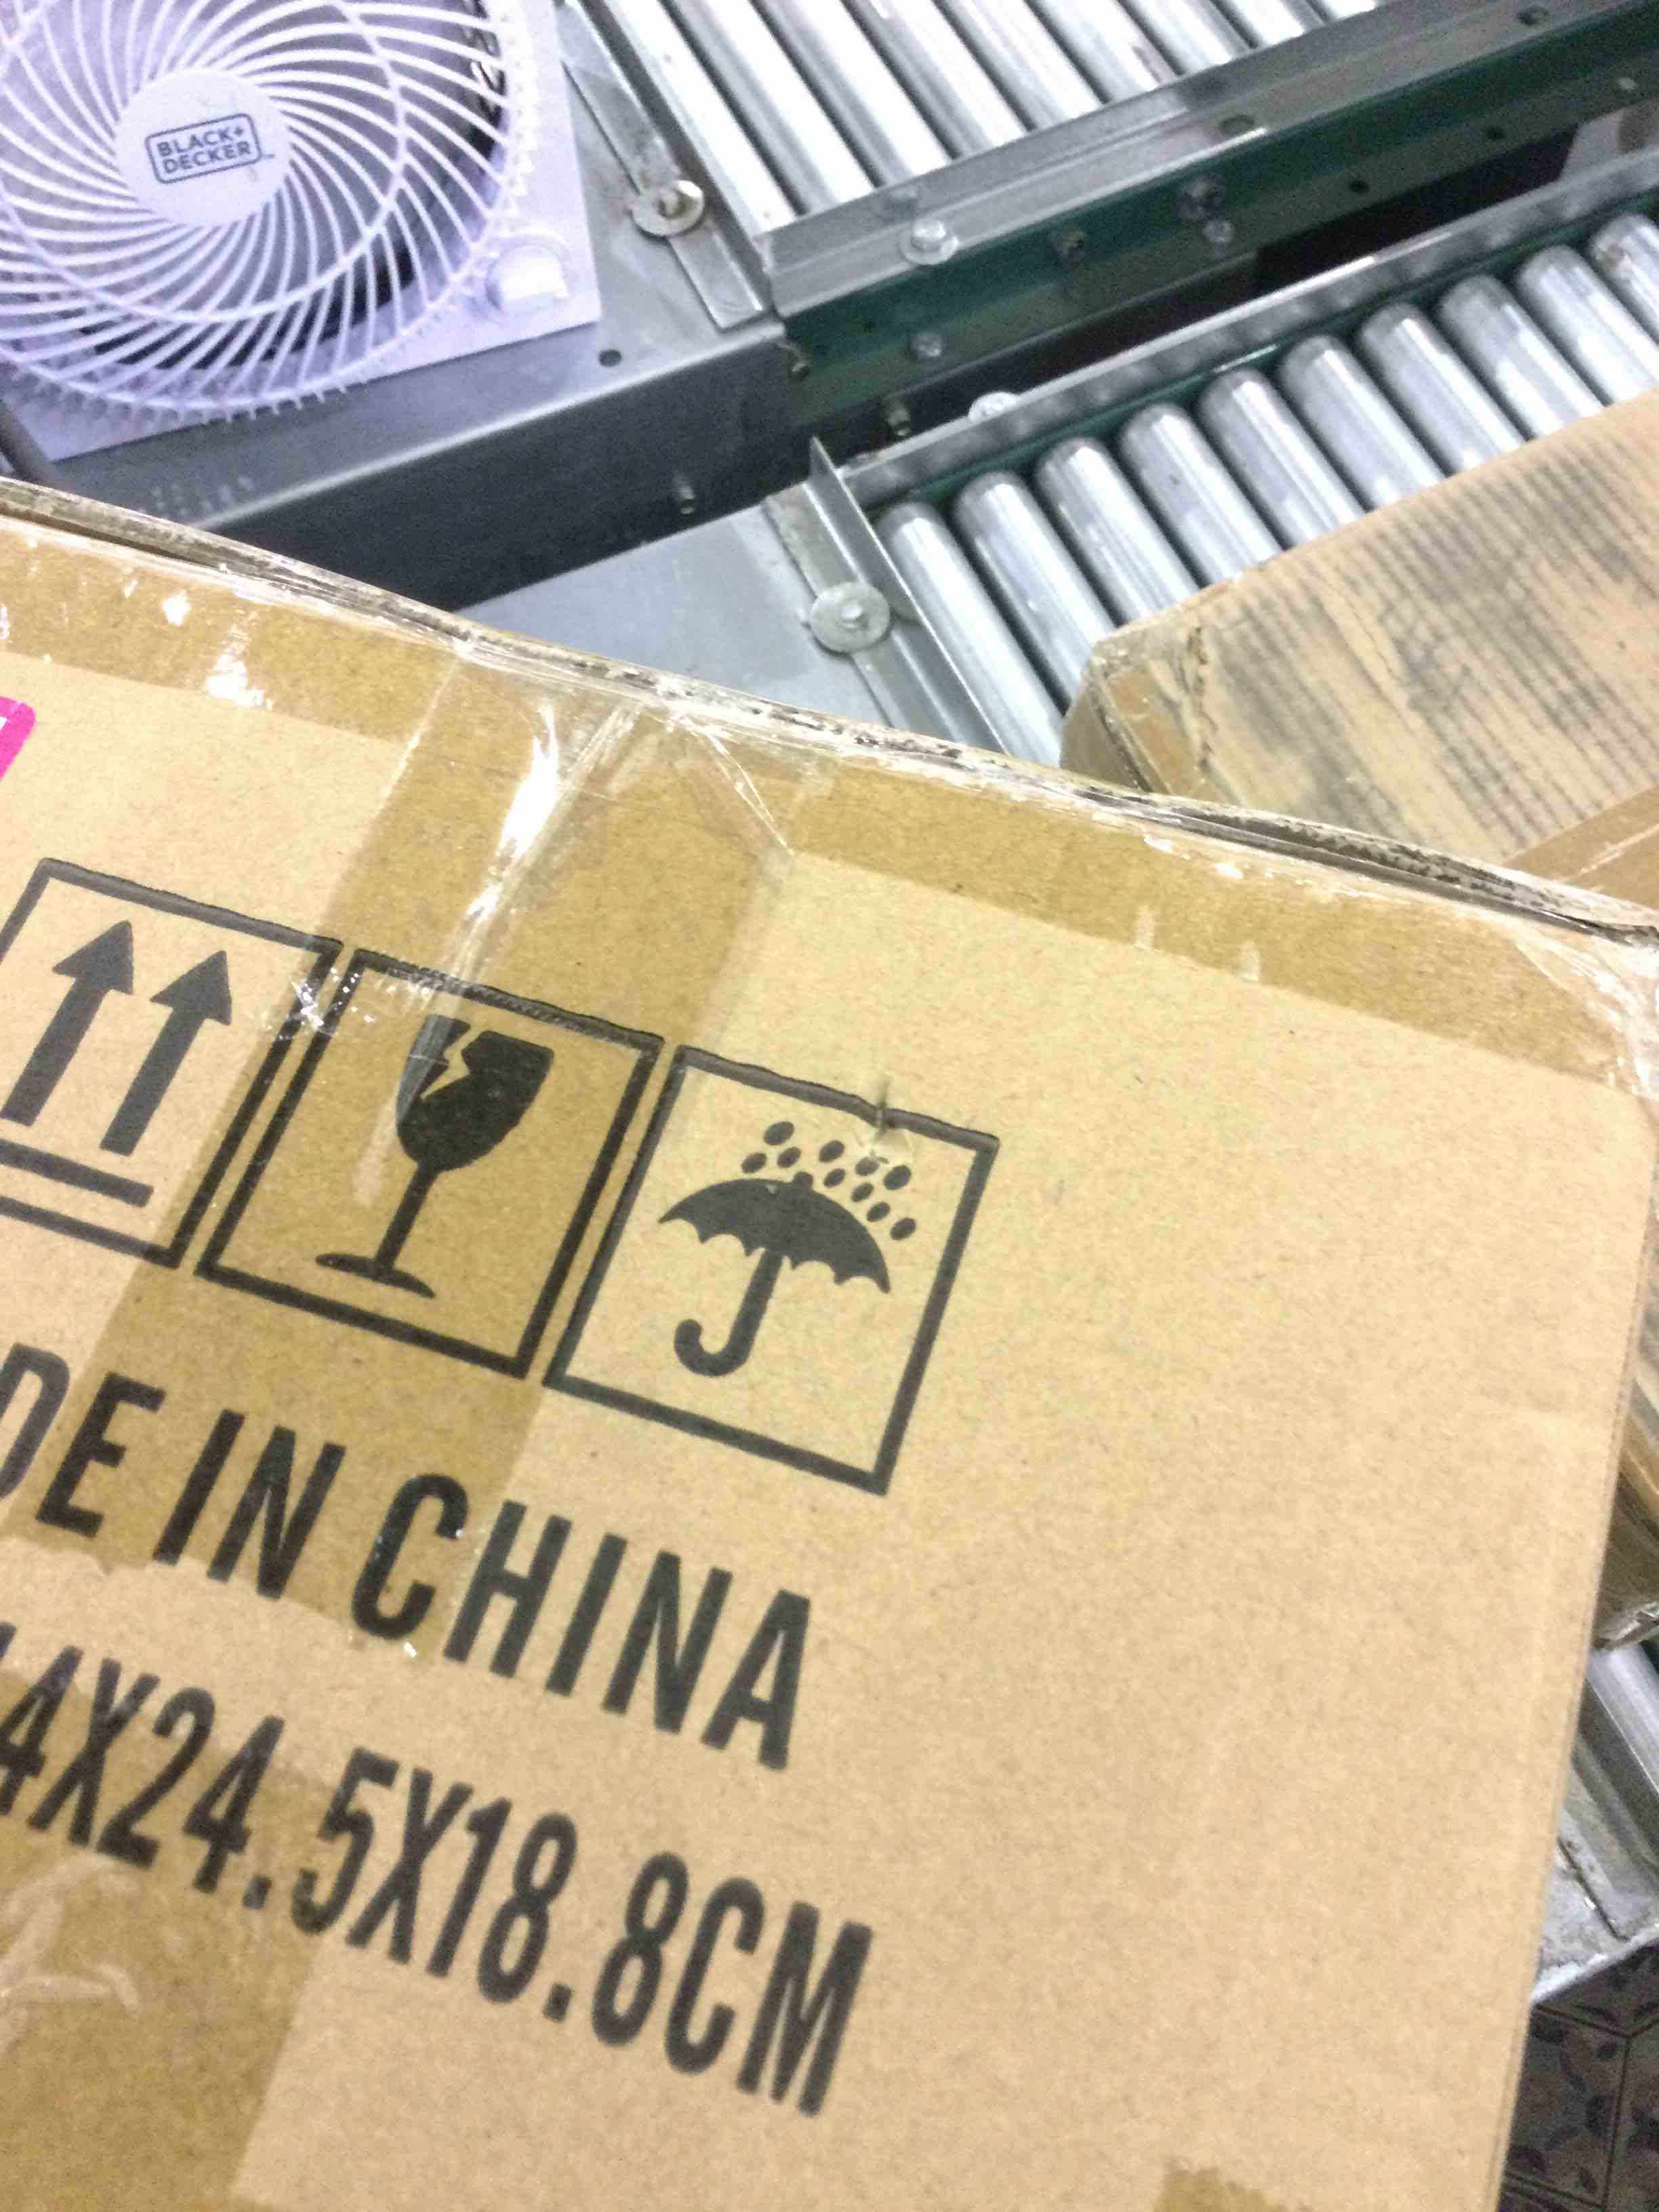 BLACK+
DECKER
DE IN CHINA
4X24.5X18.8CM